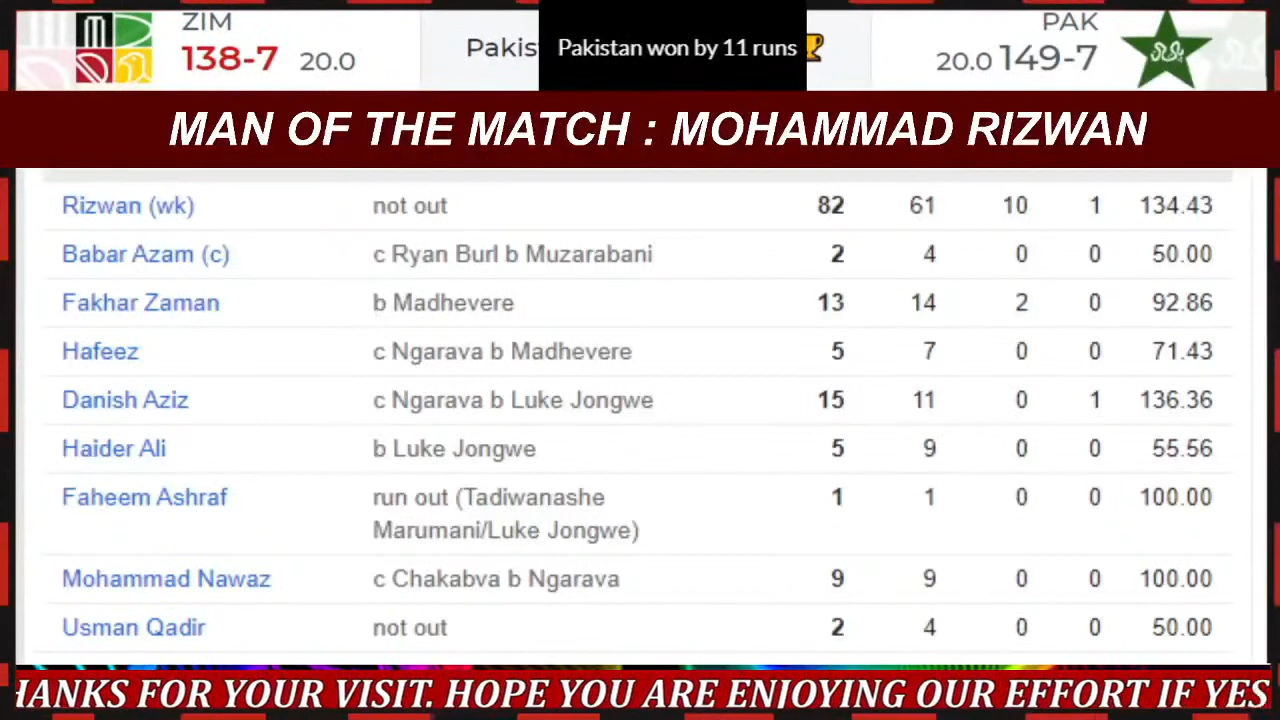 ZIM
138-7 20.0
Pakis
Pakistan won by 11 runs
PAK
20.0 149-7
MAN OF THE MATCH : MOHAMMAD RIZWAN
Rizwan (wk) not out 82 61 10 1 134.43
Babar Azam (c) c Ryan Burl b Muzarabani 2 4 0 0 50.00
Fakhar Zaman b Madhevere 13 14 2 0 92.86
Hafeez c Ngarava b Madhevere 5 7 0 0 71.43
Danish Aziz c Ngarava b Luke Jongwe 15 11 0 1 136.36
Haider Ali b Luke Jongwe 5 9 0 0 55.56
Faheem Ashraf run out (Tadiwanashe 1 1 0 0 100.00
Marumani/Luke Jongwe)
Mohammad Nawaz c Chakabva b Ngarava 9 9 0 0 100.00
Usman Qadir not out 2 4 0 0 50.00
HANKS FOR YOUR VISIT. HOPE YOU ARE ENJOYING OUR EFFORT IF YES